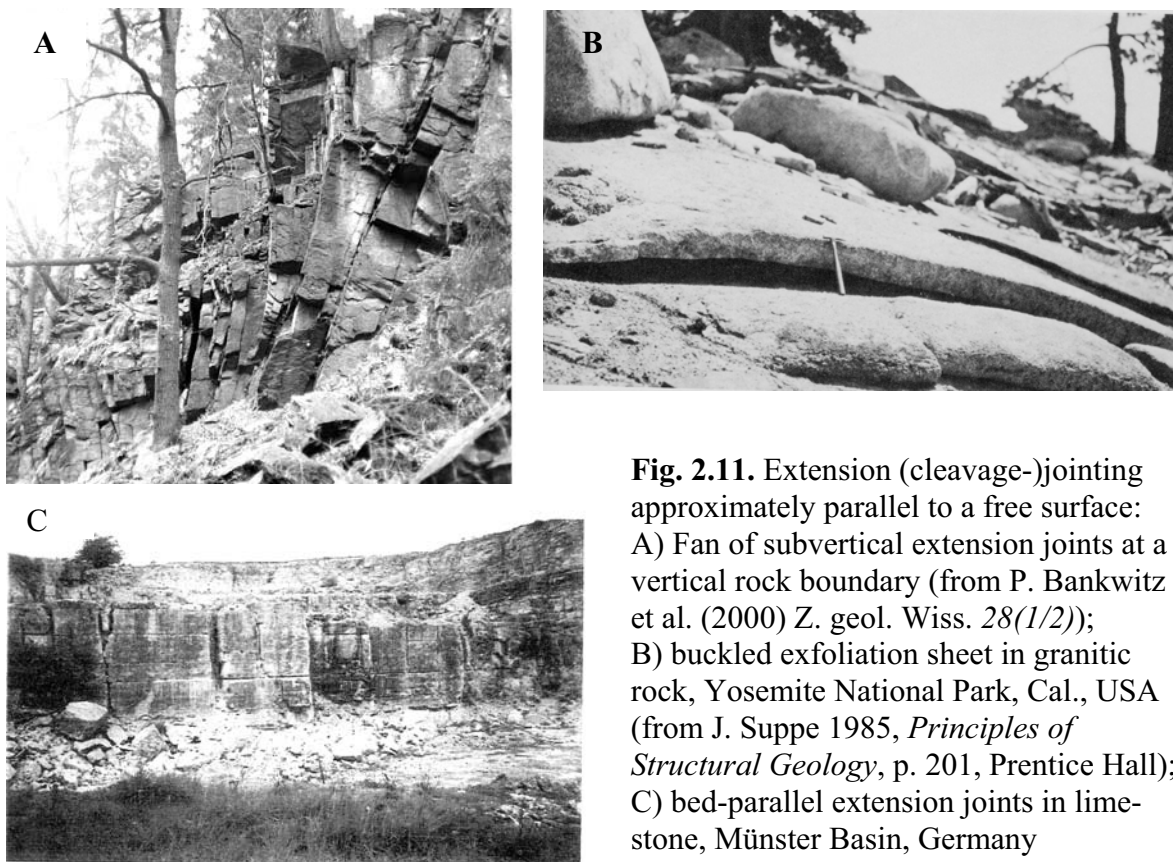 A
B
C
Fig. 2.11. Extension (cleavage-)jointing
approximately parallel to a free surface:
A) Fan of subvertical extension joints at a
vertical rock boundary (from P. Bankwitz
et al. (2000) Z. geol. Wiss. 28(1/2));
B) buckled exfoliation sheet in granitic
rock, Yosemite National Park, Cal., USA
(from J. Suppe 1985, Principles of
Structural Geology, p. 201, Prentice Hall);
C) bed-parallel extension joints in lime-
stone, Münster Basin, Germany